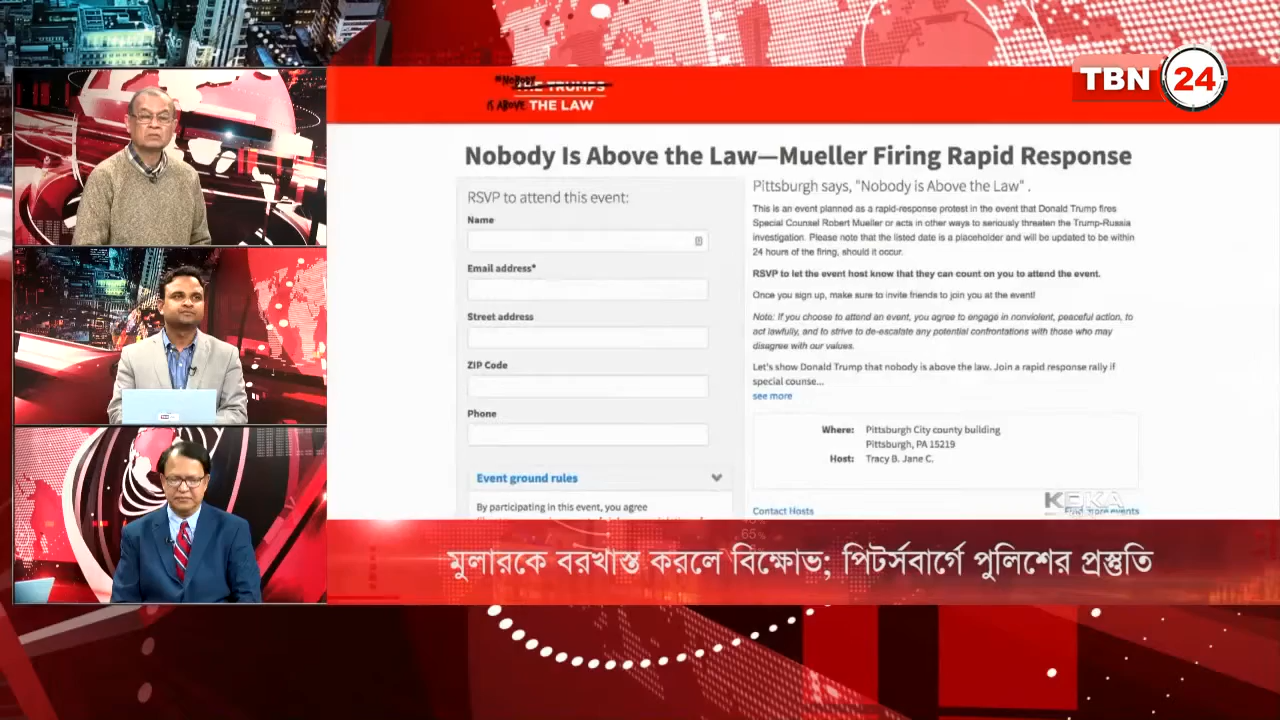 TBN 24
#NOBODY
THE TRUMPS
IS ABOVE THE LAW
Nobody Is Above the Law—Mueller Firing Rapid Response
RSVP to attend this event:
Name
Email address*
Street address
ZIP Code
Phone
Event ground rules
By participating in this event, you agree
Pittsburgh says, "Nobody is Above the Law" .
This is an event planned as a rapid-response protest in the event that Donald Trump fires
Special Counsel Robert Mueller or acts in other ways to seriously threaten the Trump-Russia
investigation. Please note that the listed date is a placeholder and will be updated to be within
24 hours of the firing, should it occur.
RSVP to let the event host know that they can count on you to attend the event.
Once you sign up, make sure to invite friends to join you at the event!
Note: If you choose to attend an event, you agree to engage in nonviolent, peaceful action, to
act lawfully, and to strive to de-escalate any potential confrontations with those who may
disagree with our values.
Let's show Donald Trump that nobody is above the law. Join a rapid response rally if
special counse...
see more
Where: Pittsburgh City county building
Pittsburgh, PA 15219
Host: Tracy B. Jane C.
KDKA
Contact Hosts
Find more events
মুলারকে বরখাস্ত করলে বিক্ষোভ; পিটর্সবার্গে পুলিশের প্রস্তুতি